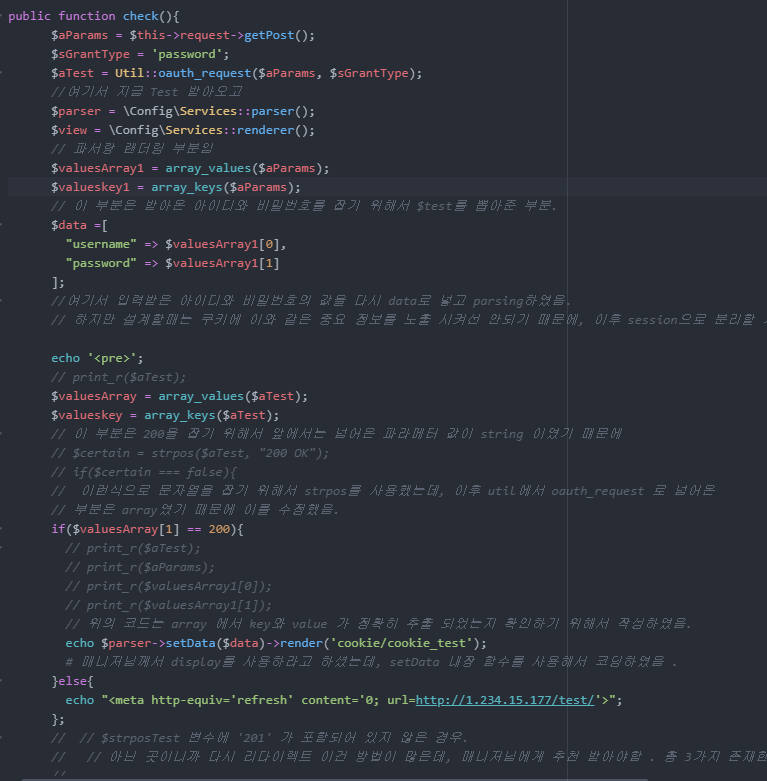 public function check(){
$aParams = $this->request->getPost();
$sGrantType = 'password';
$aTest = Util::oauth_request($aParams, $sGrantType);
//여기서 지금 Test 받아오고
$parser = \Config\Services::parser();
$view = \Config\Services::renderer();
// 파서랑 랜더링 부분임
$valuesArray1 = array_values($aParams);
$valueskey1 = array_keys($aParams);
// 이 부분은 받아온 아이디와 비밀번호를 잡기 위해서 $test를 뽑아준 부분.
$data =[
"username" => $valuesArray1[0],
"password" => $valuesArray1[1]
];
//여기서 입력받은 아이디와 비밀번호의 값을 다시 data로 넣고 parsing하였음.
// 하지만 설계할때는 쿠키에 이와 같은 중요 정보를 노출 시켜선 안되기 때문에, 이후 session으로 분리할
echo '<pre>';
// print_r($aTest);
$valuesArray = array_values($aTest);
$valueskey = array_keys($aTest);
// 이 부분은 200을 잡기 위해서 앞에서는 넘어온 파라메터 값이 string 이였기 때문에
// $certain = strpos($aTest, "200 OK");
// if($certain === false){
//  이런식으로 문자열을 잡기 위해서 strpos를 사용했는데, 이후 util에서 oauth_request 로 넘어온
// 부분은 array였기 때문에 이를 수정했음.
if($valuesArray[1] == 200){
// print_r($aTest);
// print_r($aParams);
// print_r($valuesArray1[0]);
// print_r($valuesArray1[1]);
// 위의 코드는 array 에서 key와 value 가 정확히 추출 되었는지 확인하기 위해서 작성하였음.
echo $parser->setData($data)->render('cookie/cookie_test');
# 매니저님께서 display를 사용하라고 하셨는데, setData 내장 함수를 사용해서 코딩하였음 .
}else{
echo "<meta http-equiv='refresh' content='0; url=http://1.234.15.177/test/'>";
};
//  // $strposTest 변수에 '201' 가 포함되어 있지 않은 경우.
//   // 아닌 곳이니까 다시 리다이렉트 이건 방법이 많은데, 매니저님에게 추천 받아야함 . 총 3가지 존재한
//